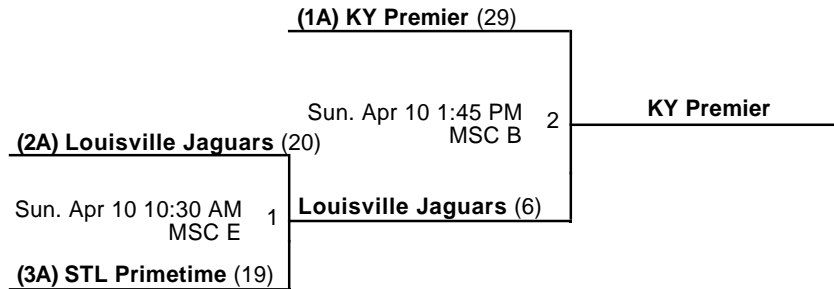 (1A) KY Premier (29)
Sun. Apr 10 1:45 PM
MSC B
2
KY Premier
(2A) Louisville Jaguars (20)
Sun. Apr 10 10:30 AM
MSC E
1
Louisville Jaguars (6)
(3A) STL Primetime (19)